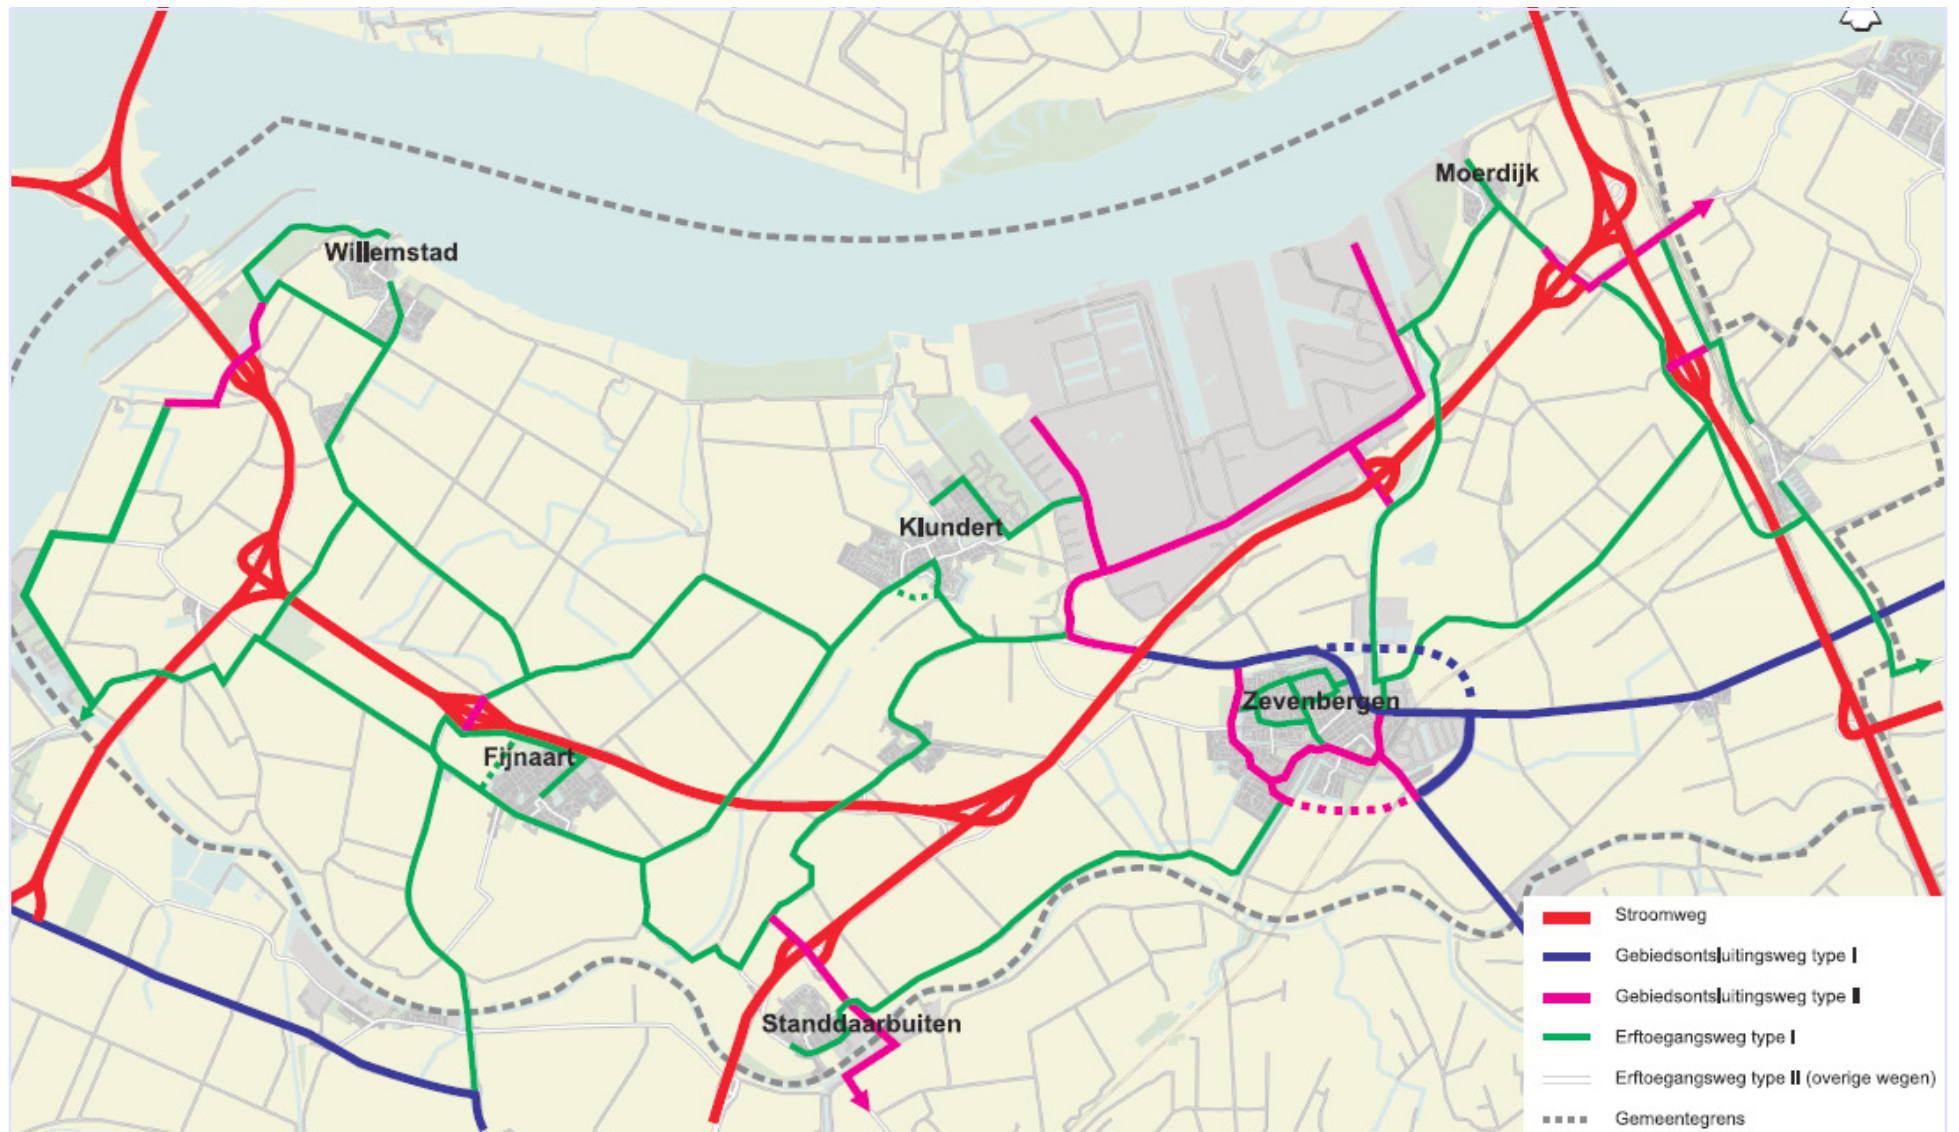 Moerdijk
Willemstad
Klundert
Zevenbergen
Fijnaart
Standdaarbuiten
Stroomweg
Gebiedsontsluitingsweg type I
Gebiedsontsluitingsweg type II
Erftoegangsweg type I
Erftoegangsweg type II (overige wegen)
Gemeentegrens